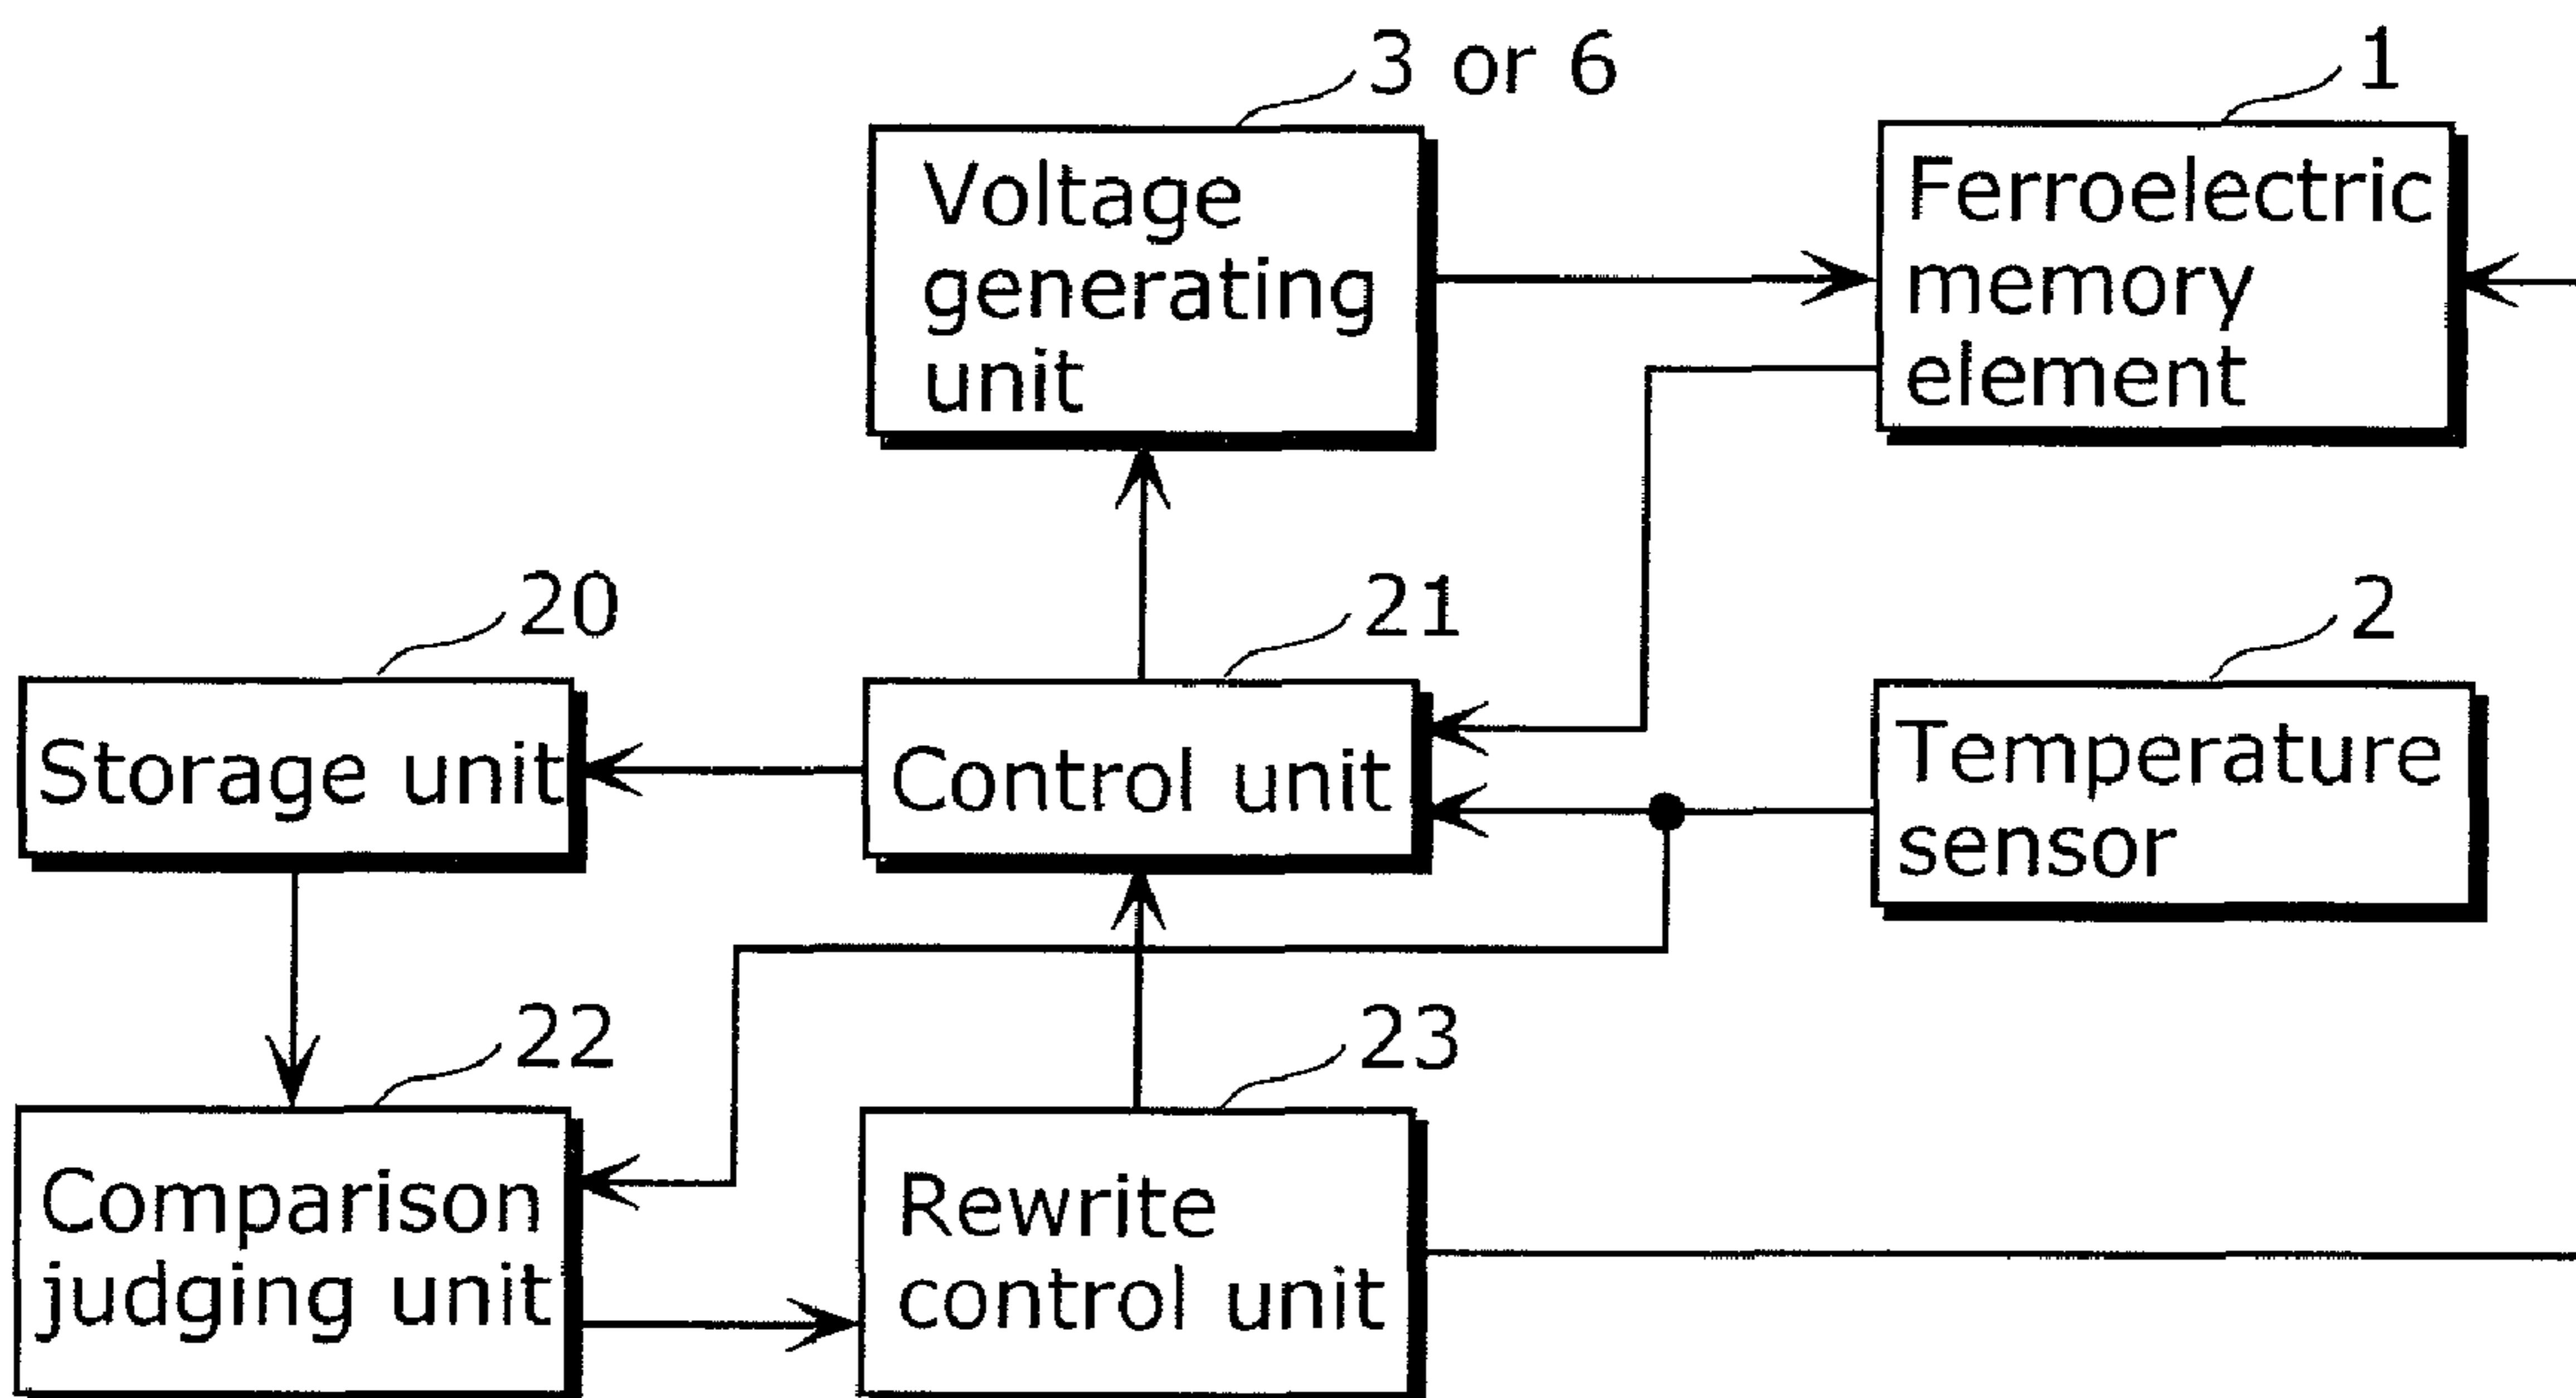 3 or 6
1
Voltage
generating
unit
Ferroelectric
memory
element
20
21
2
Storage unit
Control unit
Temperature
sensor
22
23
Comparison
judging unit
Rewrite
control unit